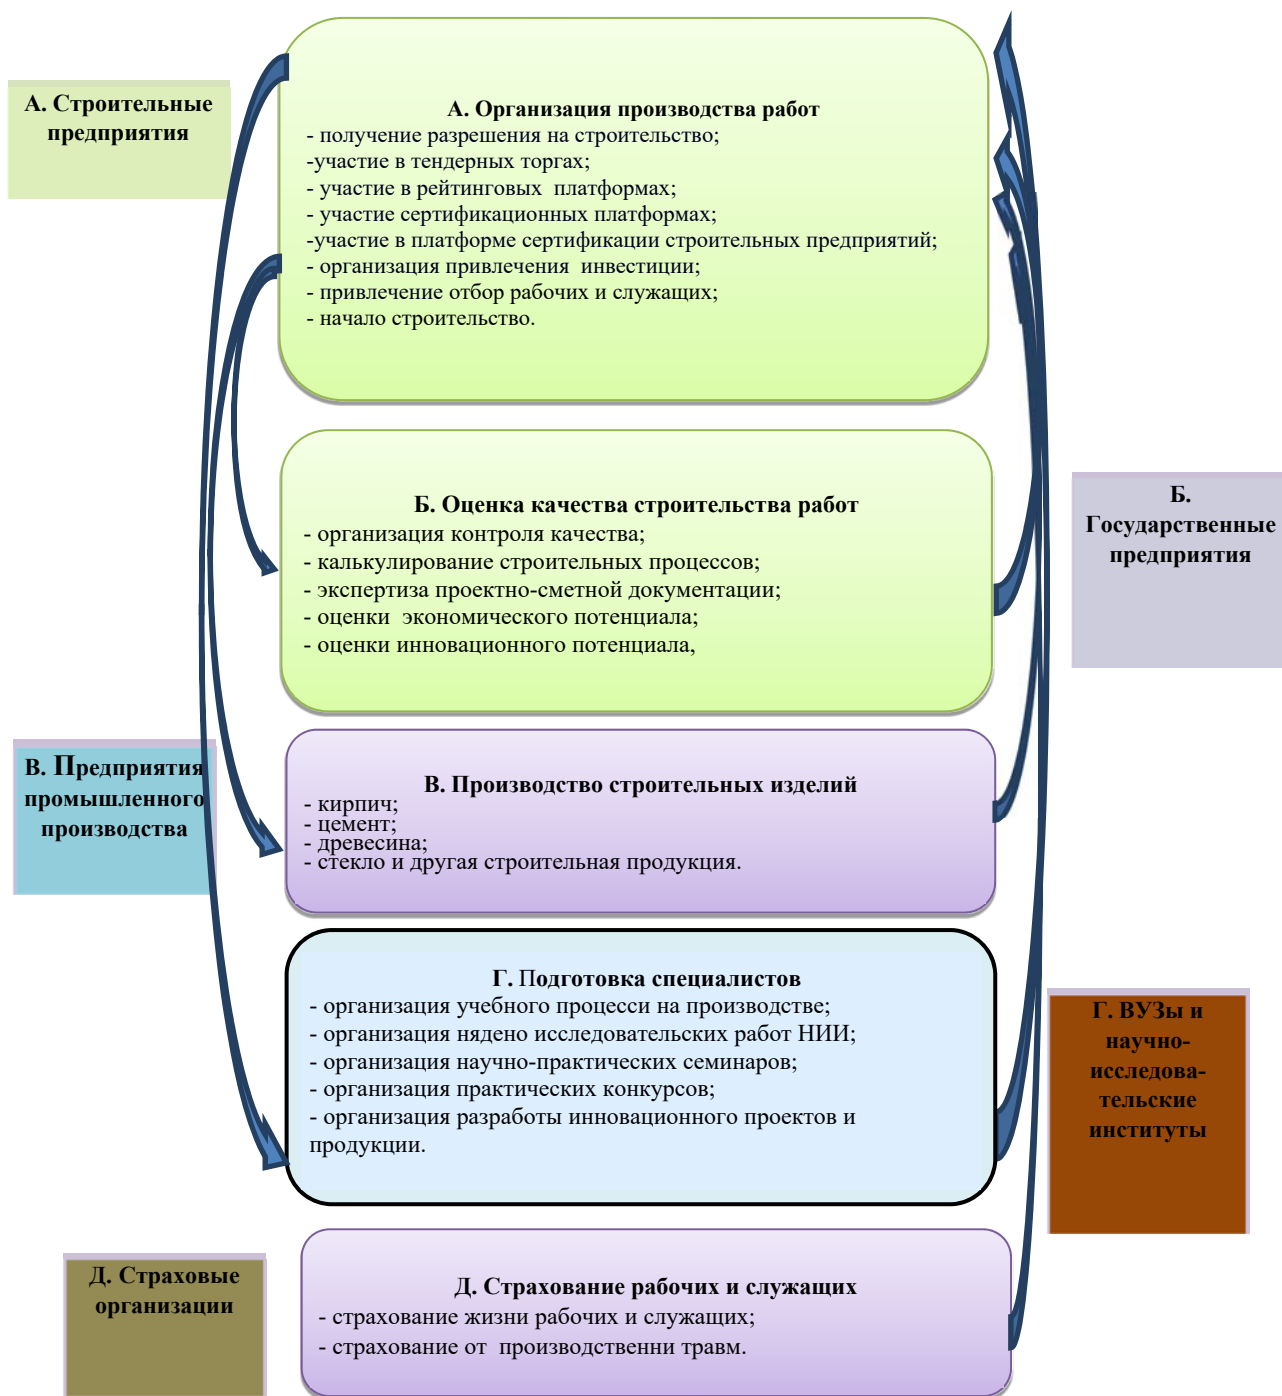 А. Строительные
предприятия
А. Организация производства работ
- получение разрешения на строительство;
-участие в тендерных торгах;
- участие в рейтинговых платформах;
- участие сертификационных платформах;
-участие в платформе сертификации строительных предприятий;
- организация привлечения инвестиции;
- привлечение отбор рабочих и служащих;
- начало строительство.
Б. Оценка качества строительства работ
- организация контроля качества;
- калькулирование строительных процессов;
- экспертиза проектно-сметной документации;
- оценки экономического потенциала;
- оценки инновационного потенциала,
Б.
Государственные
предприятия
В. Предприятия
промышленного
производства
В. Производство строительных изделий
- кирпич;
- цемент;
- древесина;
- стекло и другая строительная продукция.
Г. Подготовка специалистов
- организация учебного процесси на производстве;
- организация нядено исследовательских работ НИИ;
- организация научно-практических семинаров;
- организация практических конкурсов;
- организация разработы инновационного проектов и
продукции.
Г. ВУЗы и
научно-
исследова-
тельские
институты
Д. Страховые
организации
Д. Страхование рабочих и служащих
- страхование жизни рабочих и служащих;
- страхование от производственни травм.